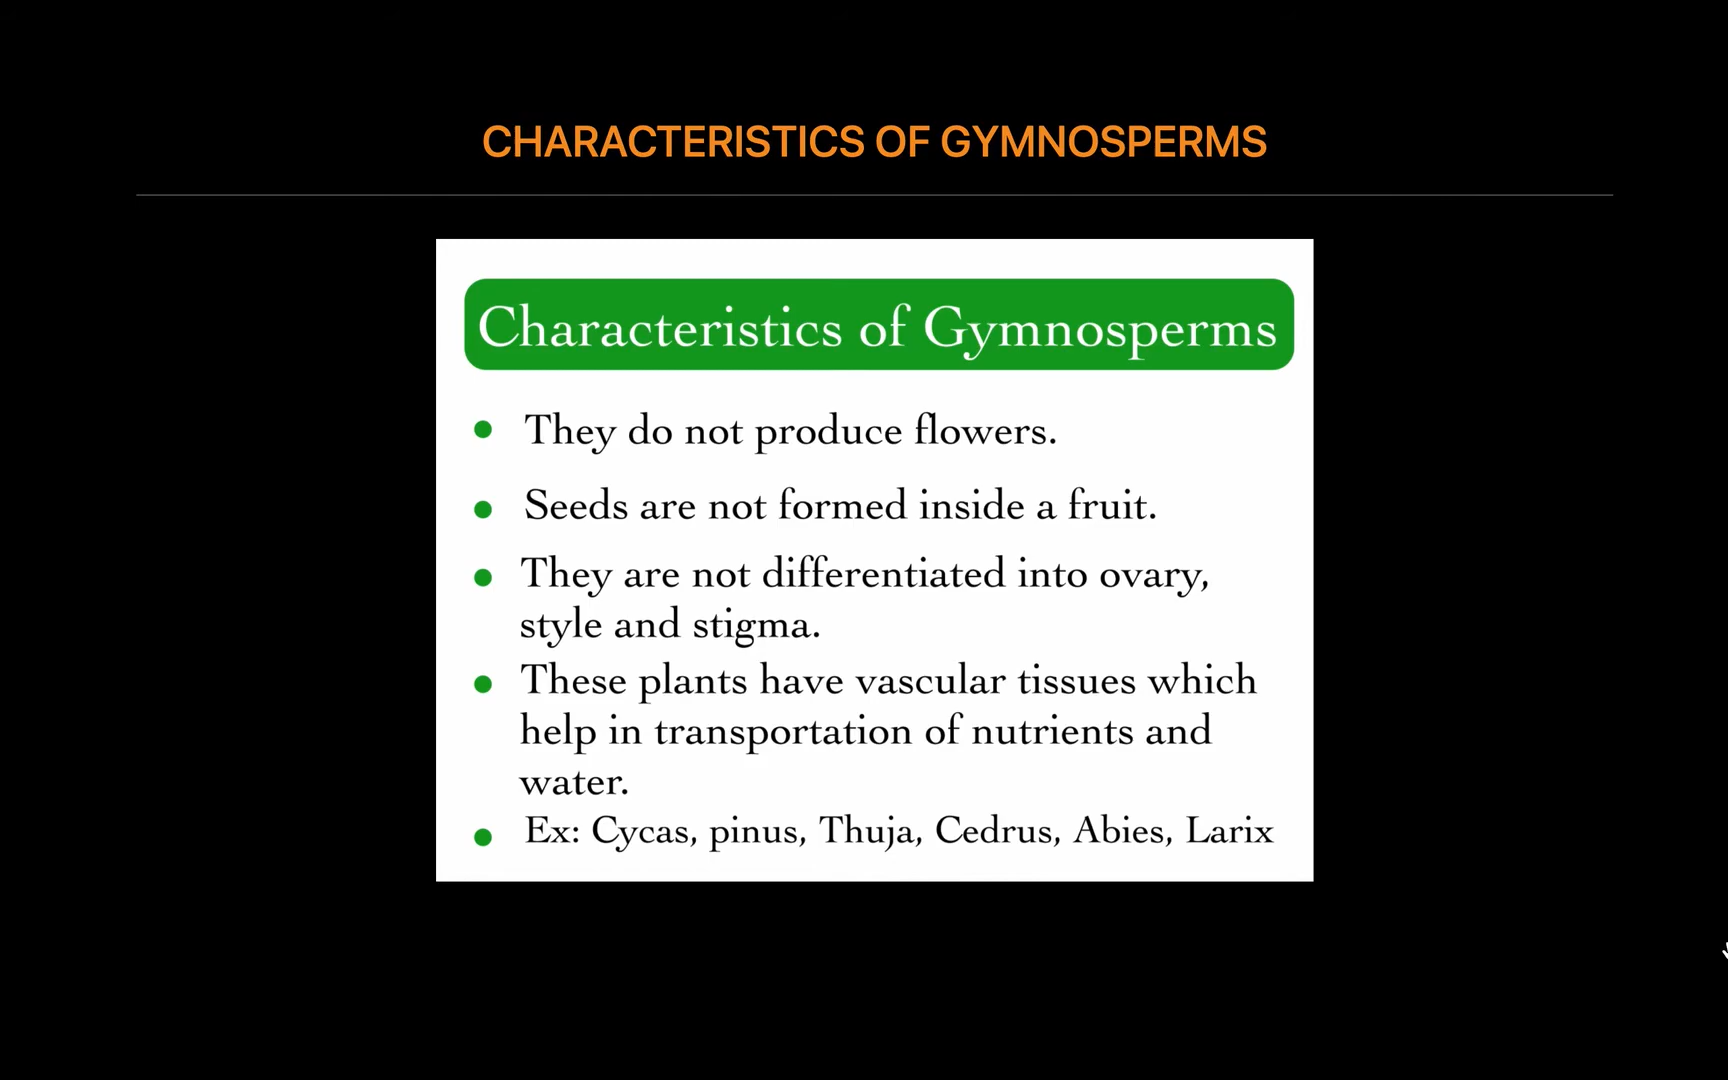 CHARACTERISTICS OF GYMNOSPERMS
Characteristics of Gymnosperms
• They do not produce flowers.
• Seeds are not formed inside a fruit.
• They are not differentiated into ovary,
style and stigma.
• These plants have vascular tissues which
help in transportation of nutrients and
water.
• Ex: Cycas, pinus, Thuja, Cedrus, Abies, Larix